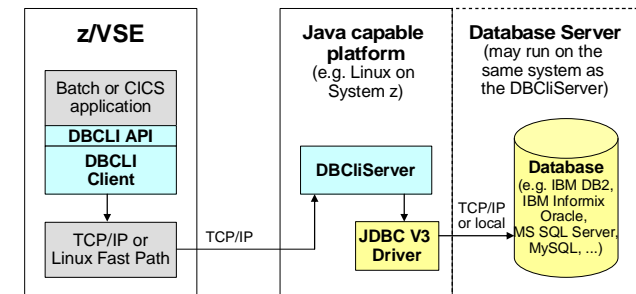 z/VSE
Batch or CICS
application
DBCLI API
DBCLI
Client
TCP/IP or
Linux Fast Path
TCP/IP
Java capable
platform
(e.g. Linux on
System z)
DBCliServer
JDBC V3
Driver
TCP/IP
or local
Database Server
(may run on the
same system as
the DBCliServer)
Database
(e.g. IBM DB2,
IBM Informix
Oracle,
MS SQL Server,
MySQL, ...)